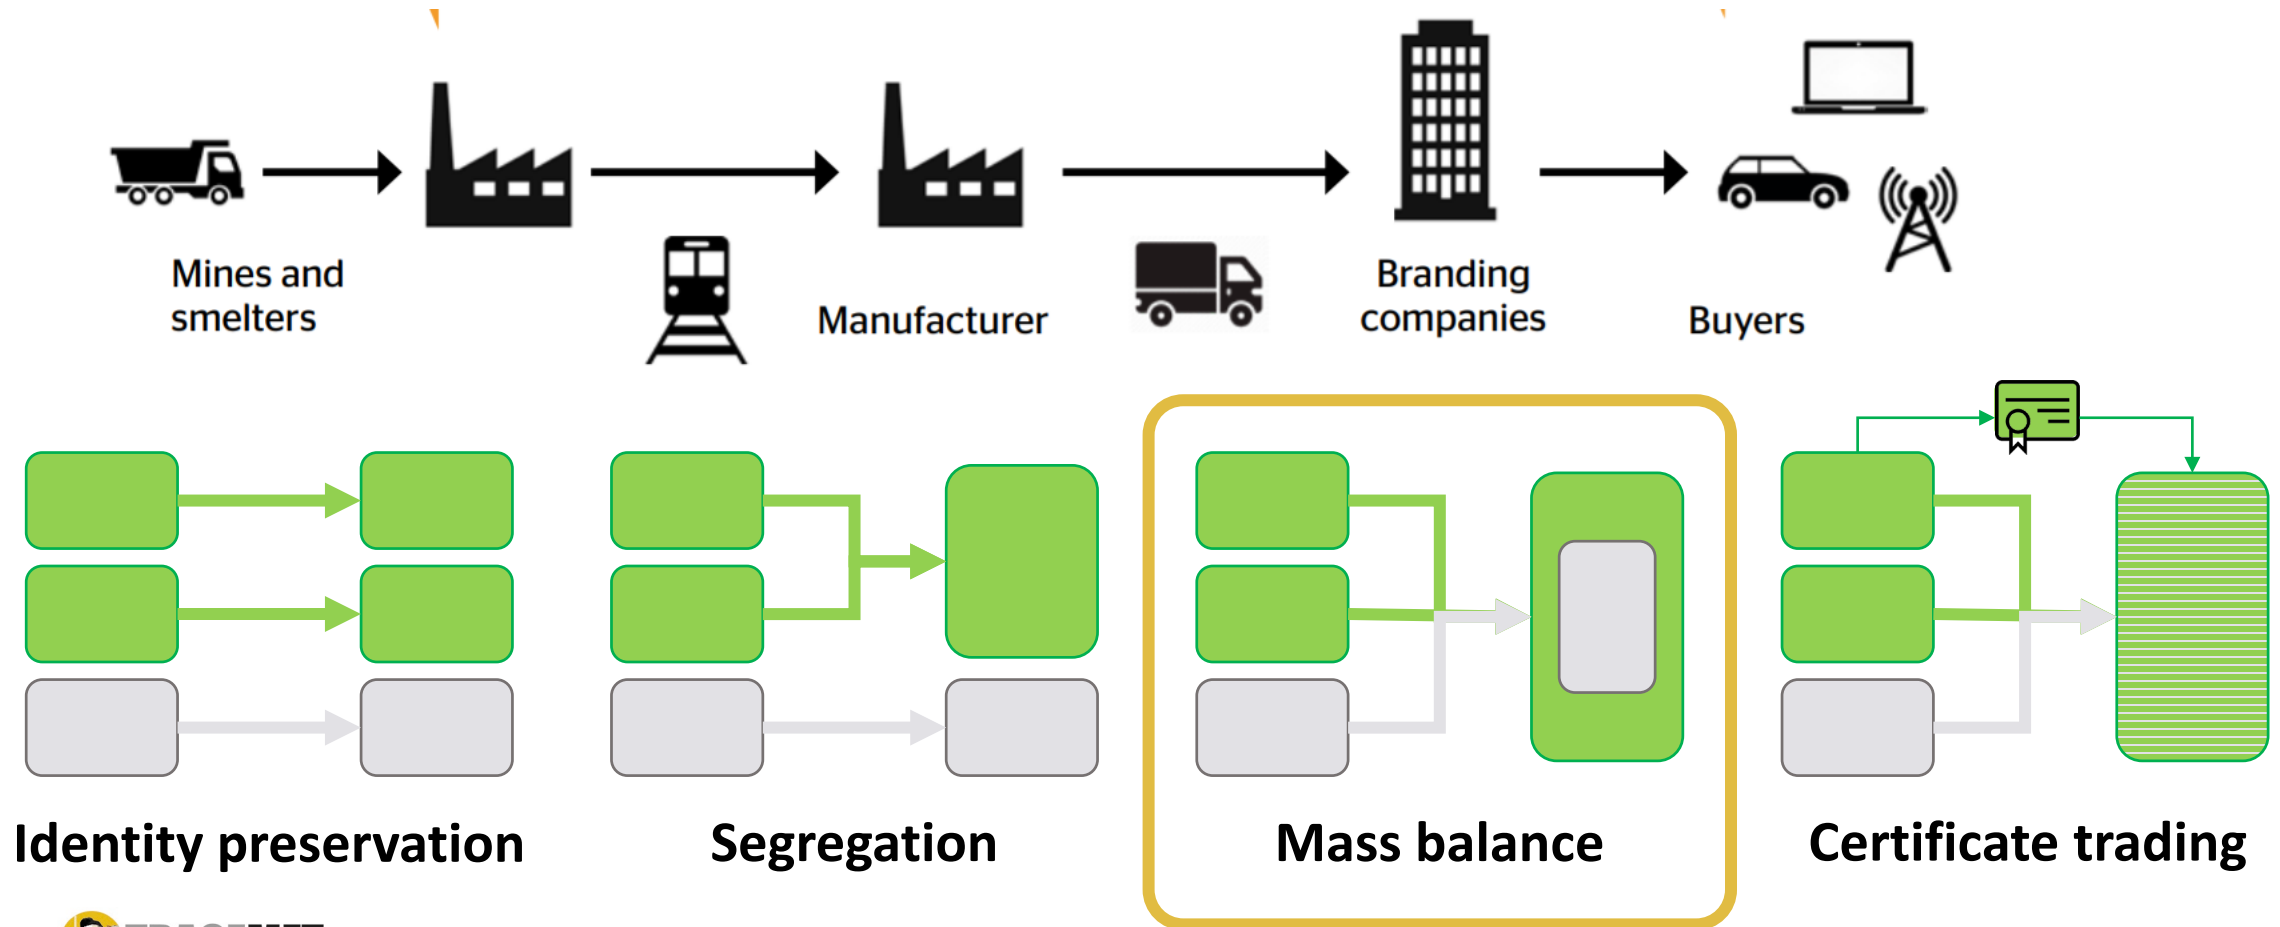 Mines and
smelters
Manufacturer
Branding
companies
Buyers
Identity preservation
Segregation
Mass balance
Certificate trading